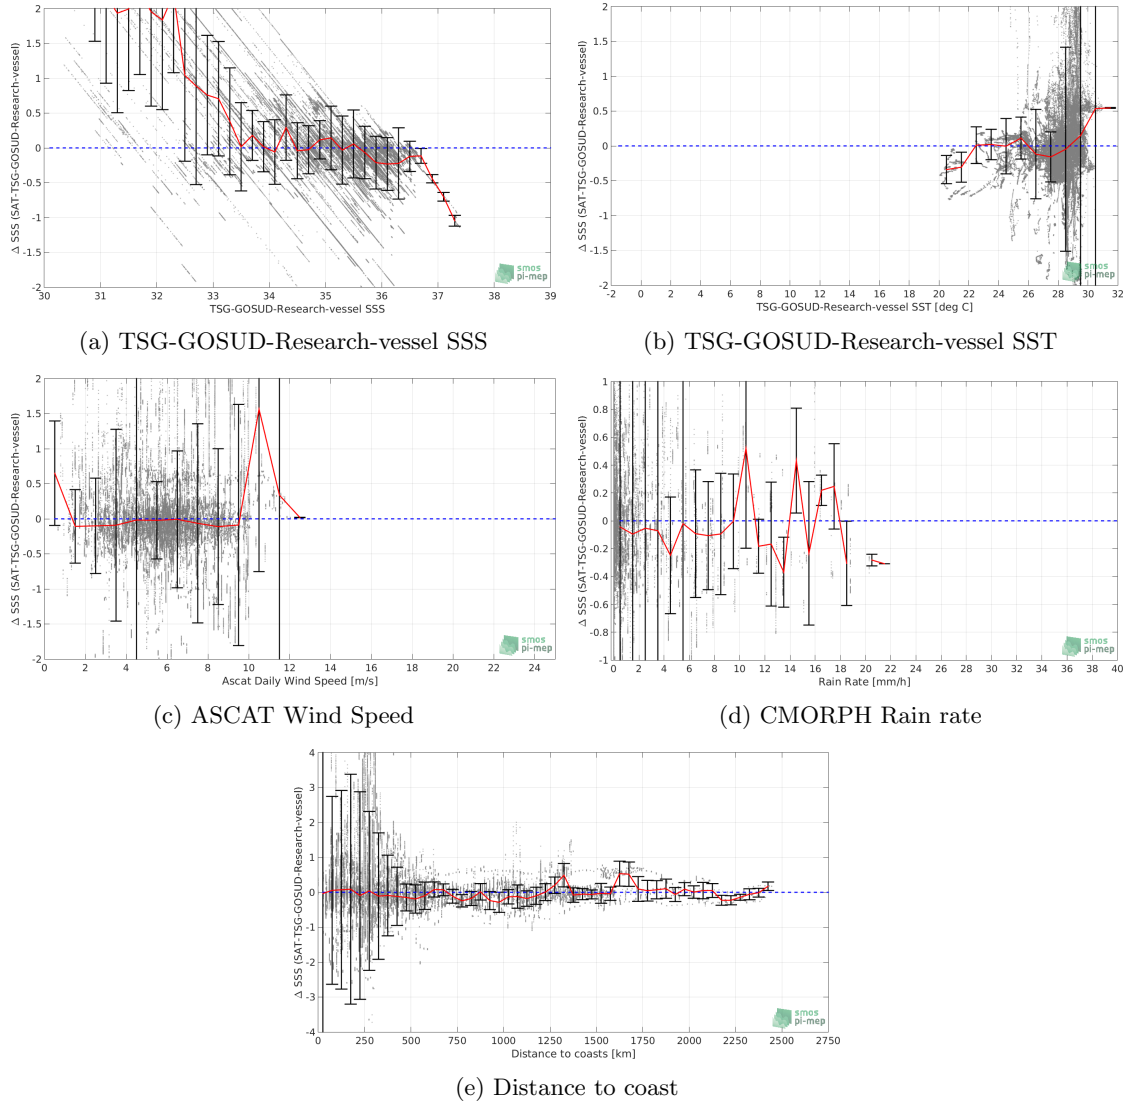 Δ SSS (SAT-TSG-GOSUD-Research-vessel)
2
1.5
1
0.5
0
-0.5
-1
-1.5
-2
30 31 32 33 34 35 36 37 38 39
TSG-GOSUD-Research-vessel SSS
smos
pi-mep
(a) TSG-GOSUD-Research-vessel SSS
Δ SSS (SAT-TSG-GOSUD-Research-vessel)
2
1.5
1
0.5
0
-0.5
-1
-1.5
-2
-2 0 2 4 6 8 10 12 14 16 18 20 22 24 26 28 30 32
TSG-GOSUD-Research-vessel SST [deg C]
smos
pi-mep
(b) TSG-GOSUD-Research-vessel SST
Δ SSS (SAT-TSG-GOSUD-Research-vessel)
2
1.5
1
0.5
0
-0.5
-1
-1.5
-2
0 2 4 6 8 10 12 14 16 18 20 22 24
Ascat Daily Wind Speed [m/s]
smos
pi-mep
(c) ASCAT Wind Speed
Δ SSS (SAT-TSG-GOSUD-Research-vessel)
1
0.8
0.6
0.4
0.2
0
-0.2
-0.4
-0.6
-0.8
-1
0 2 4 6 8 10 12 14 16 18 20 22 24 26 28 30 32 34 36 38 40
Rain Rate [mm/h]
smos
pi-mep
(d) CMORPH Rain rate
Δ SSS (SAT-TSG-GOSUD-Research-vessel)
4
3
2
1
0
-1
-2
-3
-4
0 250 500 750 1000 1250 1500 1750 2000 2250 2500 2750
Distance to coasts [km]
smos
pi-mep
(e) Distance to coast